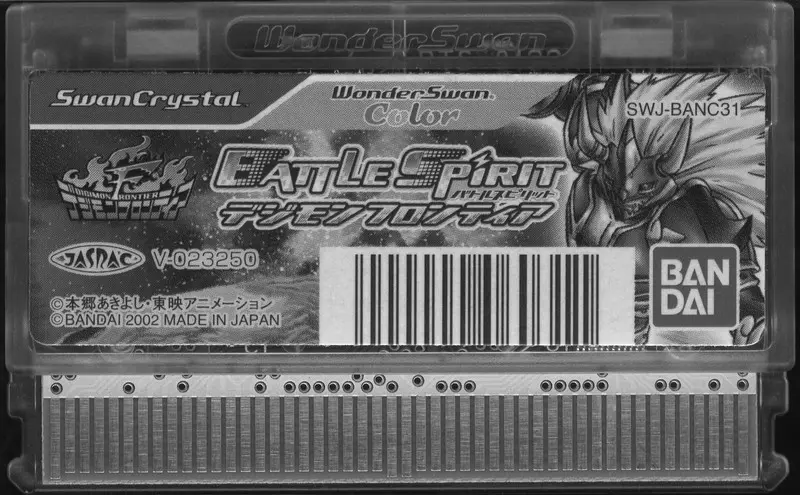 WonderSwan
SwanCrystal
WonderSwan
Color
SWJ-BANC31
DIGIMON FRONTIER
BATTLE SPIRIT
バトルスピリット
デジモンフロンティア
JASRAC
V-023250
BAN
DAI
©本郷あきよし・東映アニメーション
©BANDAI 2002 MADE IN JAPAN